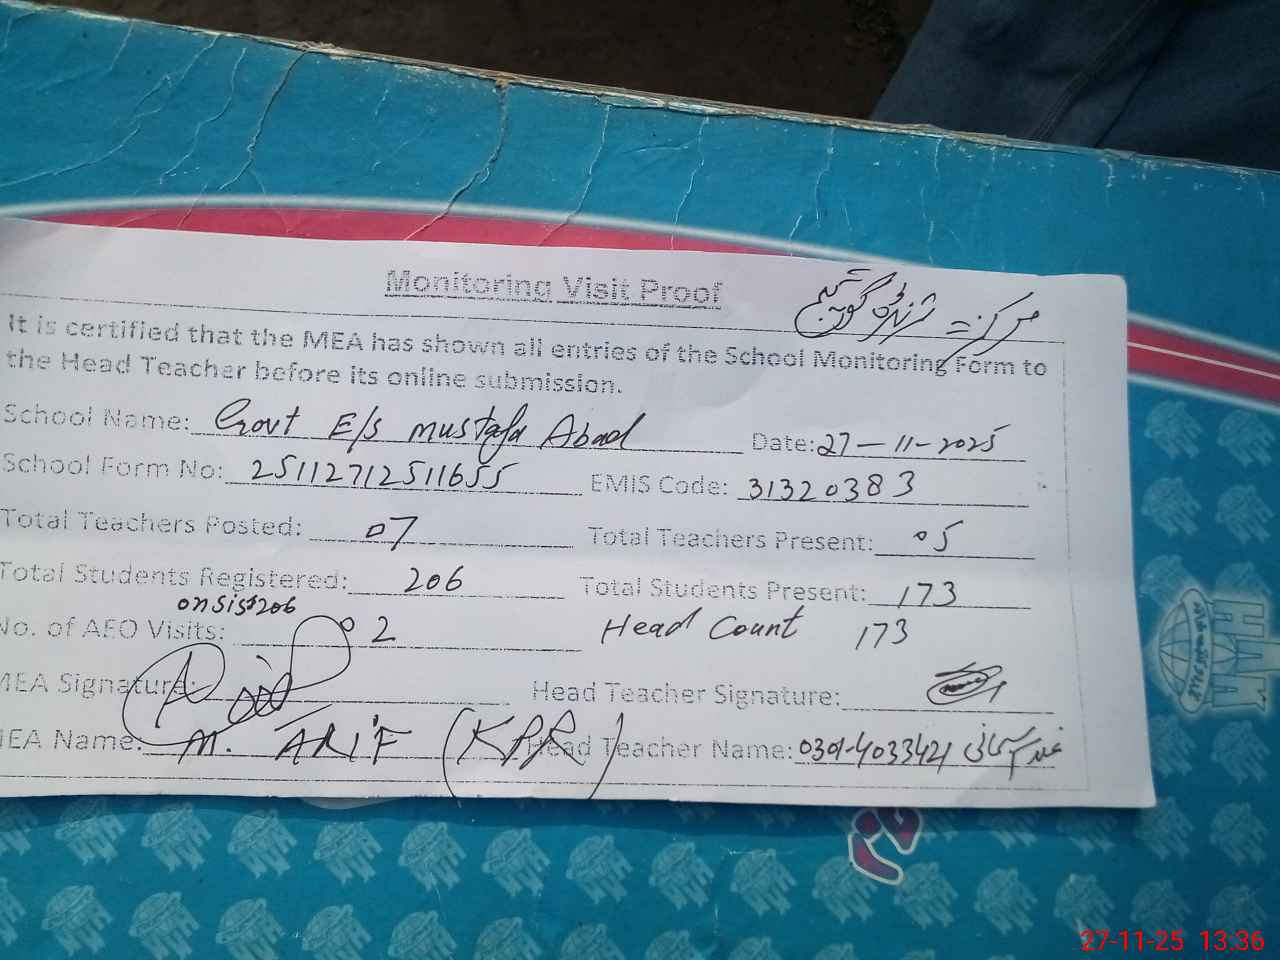 Monitoring Visit Proof
مرکز =
It is certified that the MEA has shown all entries of the School Monitoring Form to
the Head Teacher before its online submission.
School Name: Govt E/s Mustafa Abad Date: 27-11-2025
School Form No: 25112712511655 EMIS Code: 31320383
Total Teachers Posted: 07 Total Teachers Present: 05
Total Students Registered: 206 Total Students Present: 173
on sis=206
No. of AEO Visits: 02 Head Count 173
MEA Signature: Head Teacher Signature:
MEA Name: M. ARIF (KPR) Head Teacher Name: 0301-4033421
27-11-25 13:36